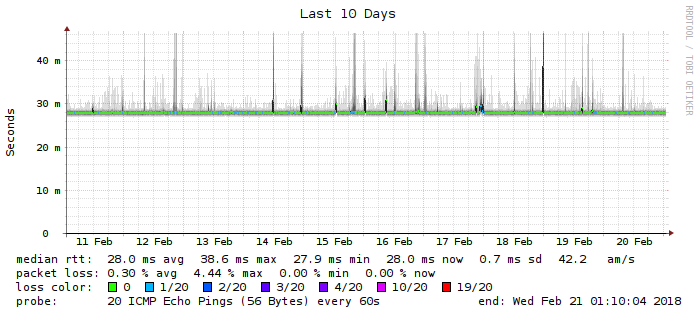 Last 10 Days
RRDTOOL / TOBI OETIKER
Seconds
40 m
30 m
20 m
10 m
0
11 Feb 12 Feb 13 Feb 14 Feb 15 Feb 16 Feb 17 Feb 18 Feb 19 Feb 20 Feb
median rtt: 28.0 ms avg 38.6 ms max 27.9 ms min 28.0 ms now 0.7 ms sd 42.2 am/s
packet loss: 0.30 % avg 4.44 % max 0.00 % min 0.00 % now
loss color: 0 1/20 2/20 3/20 4/20 10/20 19/20
probe: 20 ICMP Echo Pings (56 Bytes) every 60s end: Wed Feb 21 01:10:04 2018